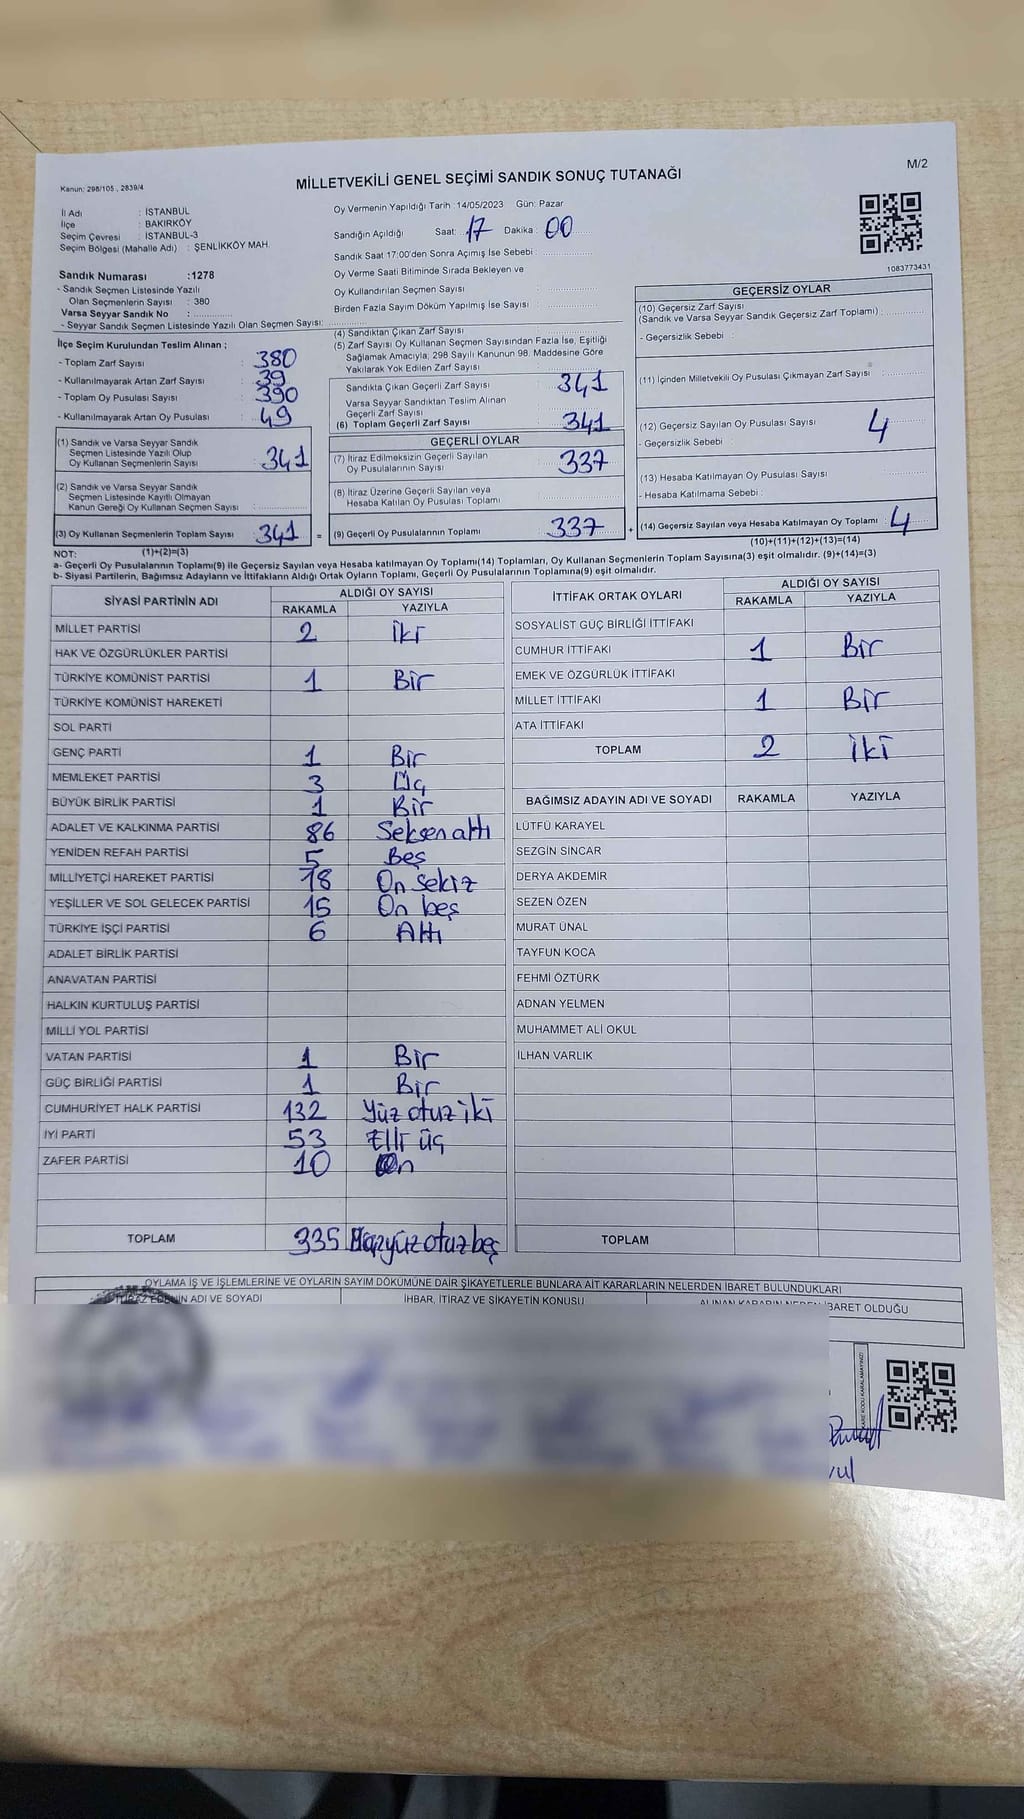 M/2
Kanun: 298/105 , 2839/4
MİLLETVEKİLİ GENEL SEÇİMİ SANDIK SONUÇ TUTANAĞI
İl Adı : İSTANBUL
İlçe : BAKIRKÖY
Seçim Çevresi : İSTANBUL-3
Seçim Bölgesi (Mahalle Adı) : ŞENLİKKÖY MAH.
Oy Vermenin Yapıldığı Tarih :14/05/2023 Gün: Pazar
Sandığın Açıldığı Saat: 17 Dakika : 00
Sandık Saat 17:00'den Sonra Açımış İse Sebebi :
Oy Verme Saati Bitiminde Sırada Bekleyen ve
Oy Kullandırılan Seçmen Sayısı :
Birden Fazla Sayım Döküm Yapılmış İse Sayısı :
1083773431
Sandık Numarası :1278
- Sandık Seçmen Listesinde Yazılı
Olan Seçmenlerin Sayısı : 380
Varsa Seyyar Sandık No :
- Seyyar Sandık Seçmen Listesinde Yazılı Olan Seçmen Sayısı:
İlçe Seçim Kurulundan Teslim Alınan ;
- Toplam Zarf Sayısı : 380
- Kullanılmayarak Artan Zarf Sayısı : 39
- Toplam Oy Pusulası Sayısı : 390
- Kullanılmayarak Artan Oy Pusulası : 49
(1) Sandık ve Varsa Seyyar Sandık
Seçmen Listesinde Yazılı Olup
Oy Kullanan Seçmenlerin Sayısı : 341
(2) Sandık ve Varsa Seyyar Sandık
Seçmen Listesinde Kayıtlı Olmayan
Kanun Gereği Oy Kullanan Seçmen Sayısı :
(3) Oy Kullanan Seçmenlerin Toplam Sayısı : 341 =
(4) Sandıktan Çıkan Zarf Sayısı :
(5) Zarf Sayısı Oy Kullanan Seçmen Sayısından Fazla İse, Eşitliği
Sağlamak Amacıyla; 298 Sayılı Kanunun 98. Maddesine Göre
Yakılarak Yok Edilen Zarf Sayısı :
Sandıkta Çıkan Geçerli Zarf Sayısı : 341
Varsa Seyyar Sandıktan Teslim Alınan
Geçerli Zarf Sayısı :
(6) Toplam Geçerli Zarf Sayısı : 341
GEÇERLİ OYLAR
(7) İtiraz Edilmeksizin Geçerli Sayılan
Oy Pusulalarının Sayısı : 337
(8) İtiraz Üzerine Geçerli Sayılan veya
Hesaba Katılan Oy Pusulası Toplamı :
(9) Geçerli Oy Pusulalarının Toplamı : 337 +
GEÇERSİZ OYLAR
(10) Geçersiz Zarf Sayısı
(Sandık ve Varsa Seyyar Sandık Geçersiz Zarf Toplamı) :
- Geçersizlik Sebebi :
(11) İçinden Milletvekili Oy Pusulası Çıkmayan Zarf Sayısı :
(12) Geçersiz Sayılan Oy Pusulası Sayısı : 4
- Geçersizlik Sebebi :
(13) Hesaba Katılmayan Oy Pusulası Sayısı :
- Hesaba Katılmama Sebebi :
(14) Geçersiz Sayılan veya Hesaba Katılmayan Oy Toplamı : 4
(10)+(11)+(12)+(13)=(14)
NOT: (1)+(2)=(3)
a- Geçerli Oy Pusulalarının Toplamı(9) ile Geçersiz Sayılan veya Hesaba katılmayan Oy Toplamı(14) Toplamları, Oy Kullanan Seçmenlerin Toplam Sayısına(3) eşit olmalıdır. (9)+(14)=(3)
b- Siyasi Partilerin, Bağımsız Adayların ve İttifakların Aldığı Ortak Oyların Toplamı, Geçerli Oy Pusulalarının Toplamına(9) eşit olmalıdır.
SİYASİ PARTİNİN ADI ALDIĞI OY SAYISI
RAKAMLA YAZIYLA
MİLLET PARTİSİ 2 İki
HAK VE ÖZGÜRLÜKLER PARTİSİ
TÜRKİYE KOMÜNİST PARTİSİ 1 Bir
TÜRKİYE KOMÜNİST HAREKETİ
SOL PARTİ
GENÇ PARTİ 1 Bir
MEMLEKET PARTİSİ 3 Üç
BÜYÜK BİRLİK PARTİSİ 1 Bir
ADALET VE KALKINMA PARTİSİ 86 Seksen altı
YENİDEN REFAH PARTİSİ 5 Beş
MİLLİYETÇİ HAREKET PARTİSİ 18 On Sekiz
YEŞİLLER VE SOL GELECEK PARTİSİ 15 On beş
TÜRKİYE İŞÇİ PARTİSİ 6 Altı
ADALET BİRLİK PARTİSİ
ANAVATAN PARTİSİ
HALKIN KURTULUŞ PARTİSİ
MİLLİ YOL PARTİSİ
VATAN PARTİSİ 1 Bir
GÜÇ BİRLİĞİ PARTİSİ 1 Bir
CUMHURİYET HALK PARTİSİ 132 Yüz otuz iki
İYİ PARTİ 53 Elli üç
ZAFER PARTİSİ 10 On
TOPLAM 335 Üçyüz otuz beş
İTTİFAK ORTAK OYLARI ALDIĞI OY SAYISI
RAKAMLA YAZIYLA
SOSYALİST GÜÇ BİRLİĞİ İTTİFAKI
CUMHUR İTTİFAKI 1 Bir
EMEK VE ÖZGÜRLÜK İTTİFAKI
MİLLET İTTİFAKI 1 Bir
ATA İTTİFAKI
TOPLAM 2 İki
BAĞIMSIZ ADAYIN ADI VE SOYADI RAKAMLA YAZIYLA
LÜTFÜ KARAYEL
SEZGİN SİNCAR
DERYA AKDEMİR
SEZEN ÖZEN
MURAT ÜNAL
TAYFUN KOCA
FEHMİ ÖZTÜRK
ADNAN YELMEN
MUHAMMET ALİ OKUL
İLHAN VARLIK
TOPLAM
OYLAMA İŞ VE İŞLEMLERİNE VE OYLARIN SAYIM DÖKÜMÜNE DAİR ŞİKAYETLERLE BUNLARA AİT KARARLARIN NELERDEN İBARET BULUNDUKLARI
İTİRAZ EDENİN ADI VE SOYADI İHBAR, İTİRAZ VE ŞİKAYETİN KONUSU ALINAN KARARIN NEDEN İBARET OLDUĞU
KARE KODU KARALAMAYINIZ!